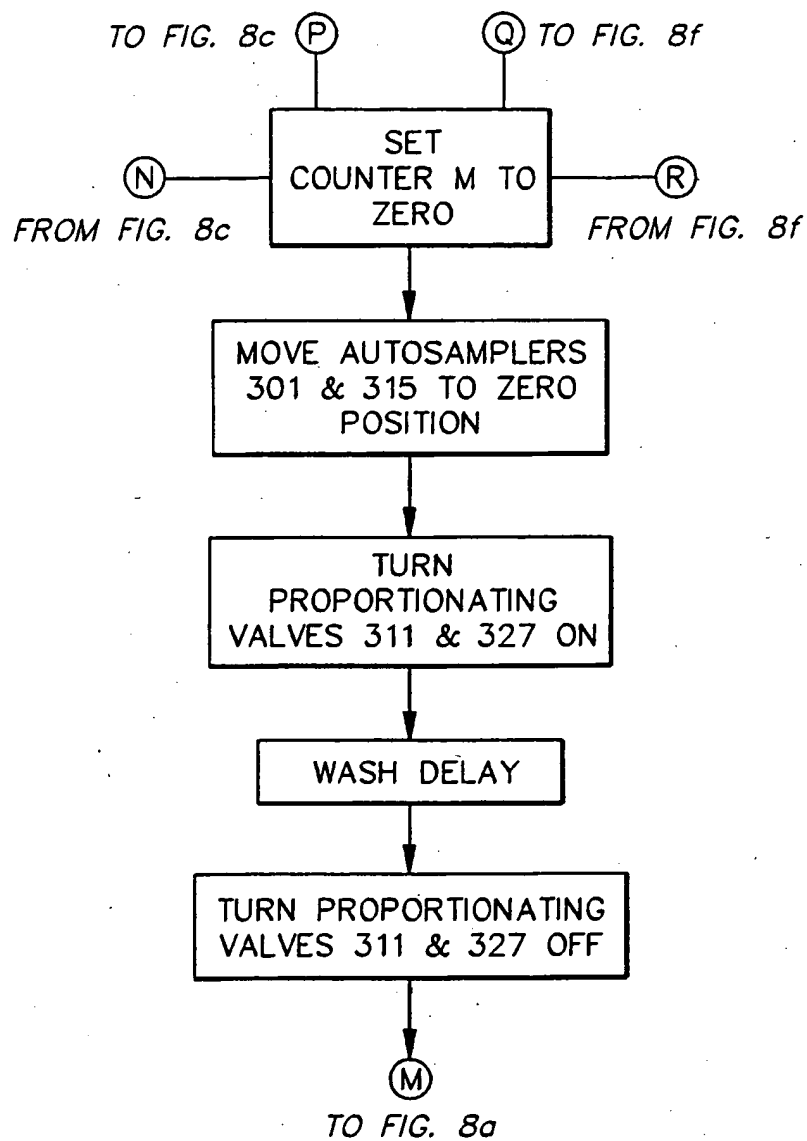 TO FIG. 8c P
Q TO FIG. 8f
SET
COUNTER M TO
ZERO
N
R
FROM FIG. 8c
FROM FIG. 8f
MOVE AUTOSAMPLERS
301 & 315 TO ZERO
POSITION
TURN
PROPORTIONATING
VALVES 311 & 327 ON
WASH DELAY
TURN PROPORTIONATING
VALVES 311 & 327 OFF
M
TO FIG. 8a